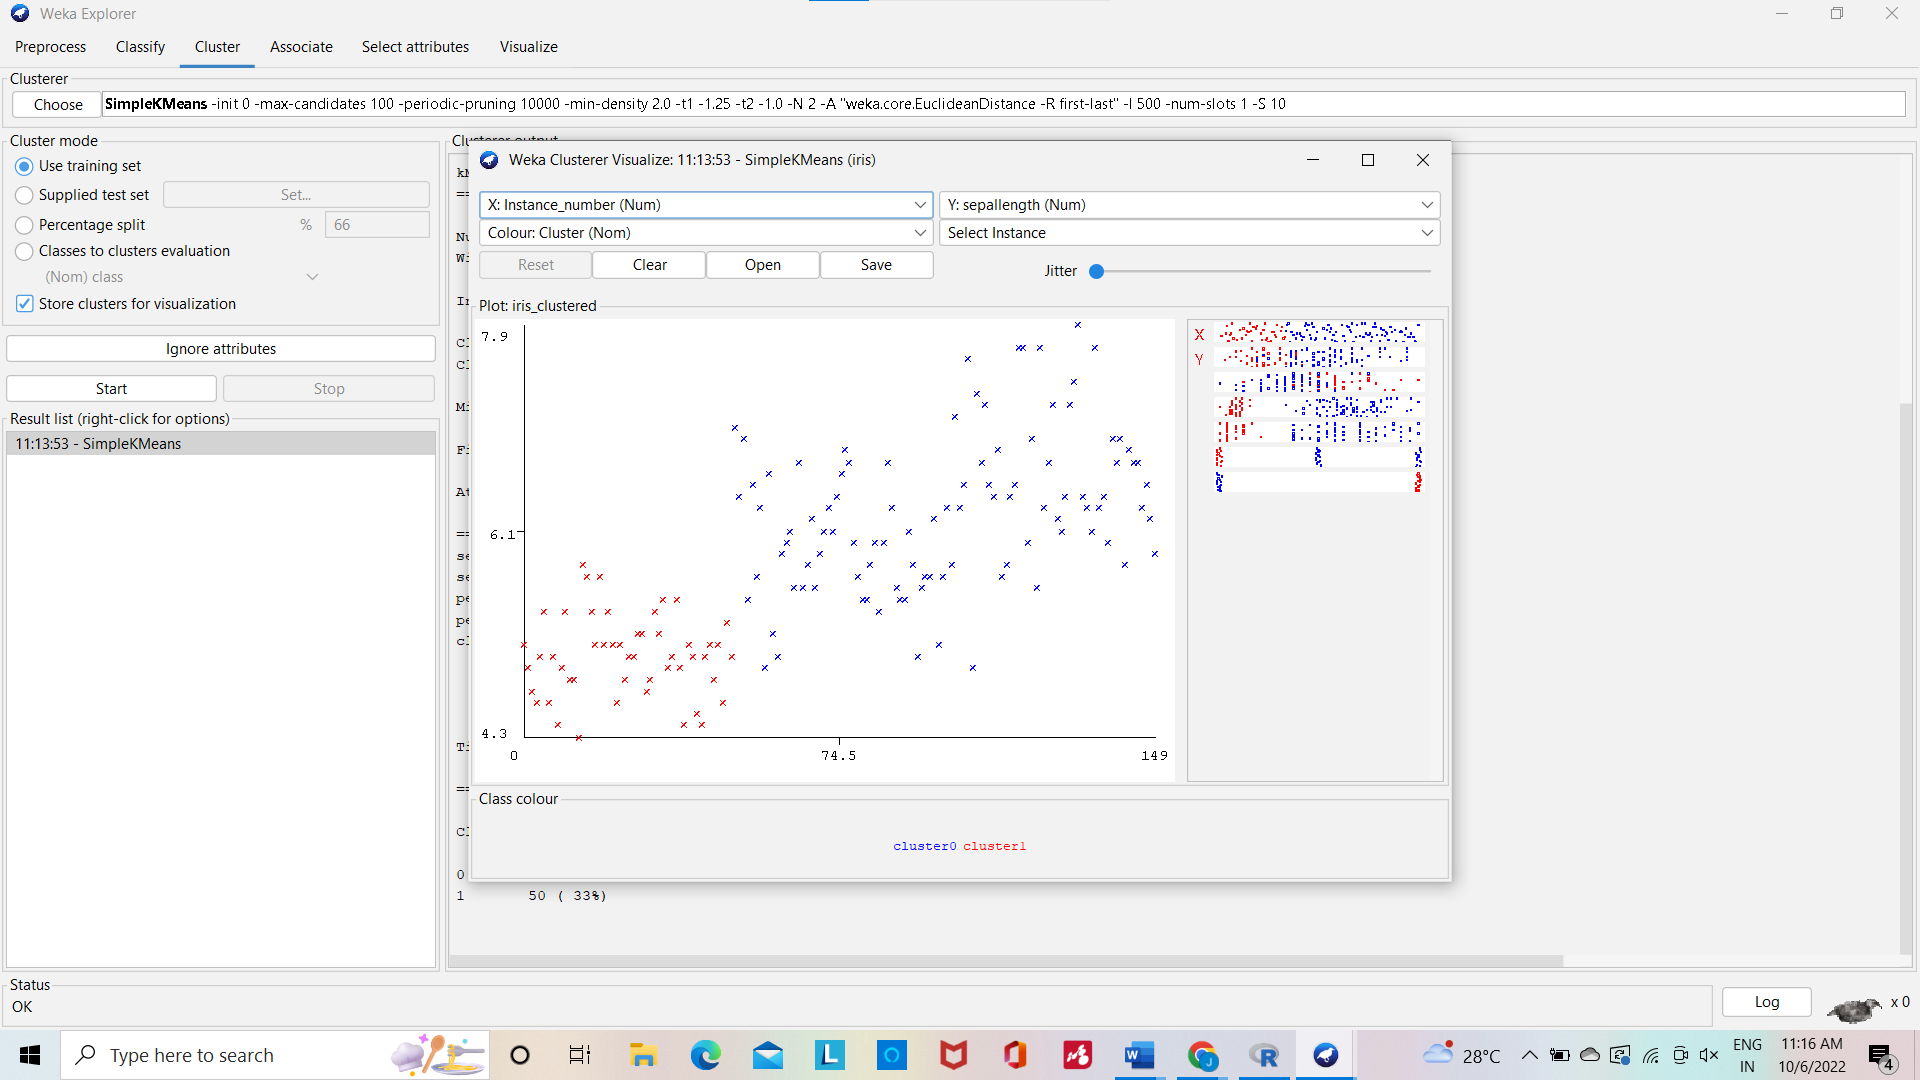 Weka Explorer
Preprocess Classify Cluster Associate Select attributes Visualize
Clusterer
Choose SimpleKMeans -init 0 -max-candidates 100 -periodic-pruning 10000 -min-density 2.0 -t1 -1.25 -t2 -1.0 -N 2 -A "weka.core.EuclideanDistance -R first-last" -I 500 -num-slots 1 -S 10
Cluster mode
Use training set
Supplied test set Set...
Percentage split % 66
Classes to clusters evaluation
(Nom) class
Store clusters for visualization
Ignore attributes
Start Stop
Result list (right-click for options)
11:13:53 - SimpleKMeans
Weka Clusterer Visualize: 11:13:53 - SimpleKMeans (iris)
X: Instance_number (Num) Y: sepallength (Num)
Colour: Cluster (Nom) Select Instance
Reset Clear Open Save Jitter
Plot: iris_clustered
7.9
6.1
4.3
0 74.5 149
X
Y
Class colour
cluster0 cluster1
0
1 50 ( 33%)
Status
OK
Log x 0
Type here to search
28°C ENG 11:16 AM
IN 10/6/2022 4